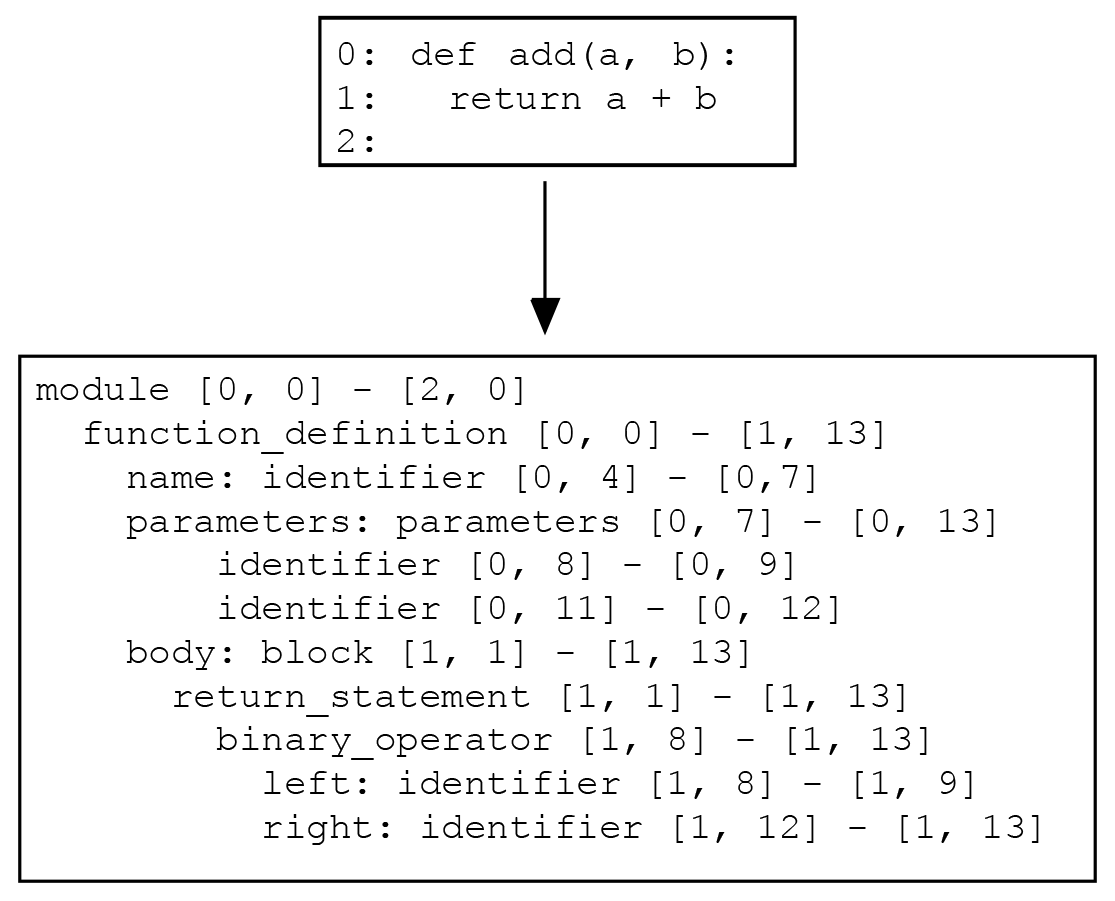 0: def add(a, b):
1:   return a + b
2:
module [0, 0] - [2, 0]
  function_definition [0, 0] - [1, 13]
    name: identifier [0, 4] - [0,7]
    parameters: parameters [0, 7] - [0, 13]
        identifier [0, 8] - [0, 9]
        identifier [0, 11] - [0, 12]
    body: block [1, 1] - [1, 13]
      return_statement [1, 1] - [1, 13]
        binary_operator [1, 8] - [1, 13]
          left: identifier [1, 8] - [1, 9]
          right: identifier [1, 12] - [1, 13]